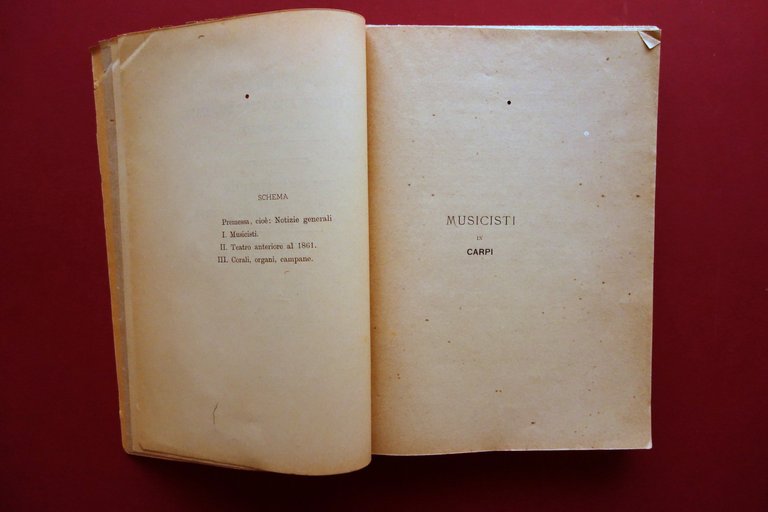 SCHEMA
Premessa, cioè: Notizie generali
I. Musicisti.
II. Teatro anteriore al 1861.
III. Corali, organi, campane.
MUSICISTI
IN
CARPI